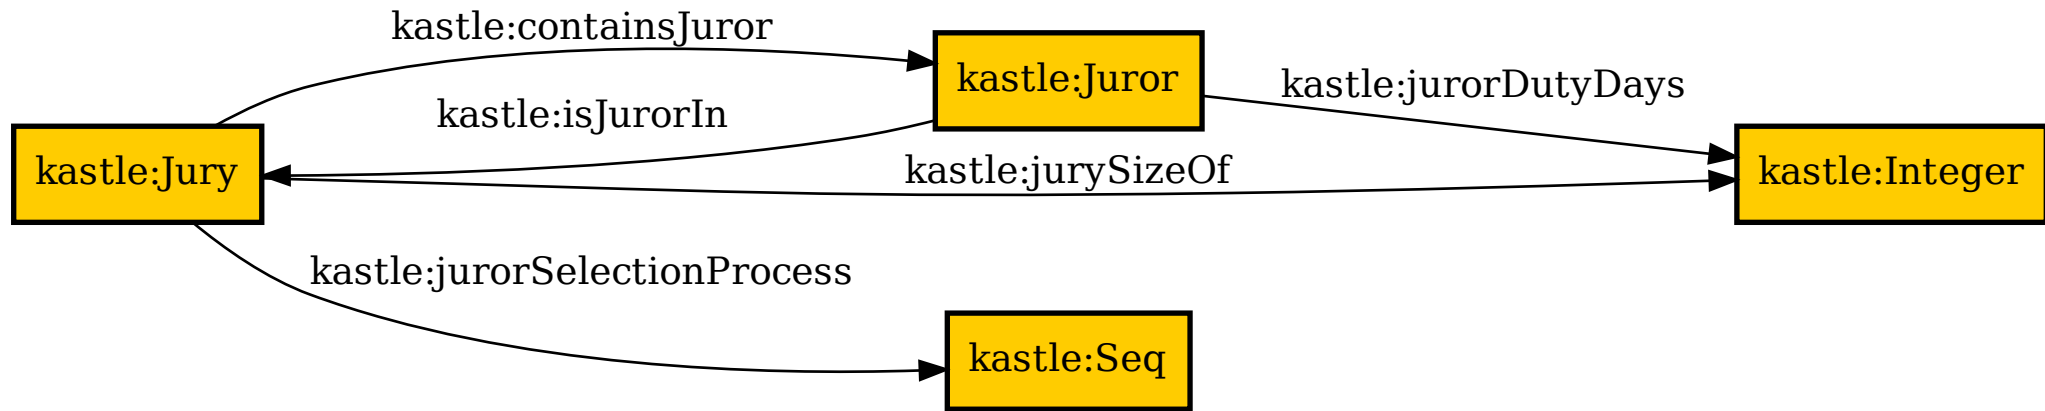 kastle:containsJuror
kastle:Juror
kastle:jurorDutyDays
kastle:isJurorIn
kastle:Jury
kastle:jurySizeOf
kastle:Integer
kastle:jurorSelectionProcess
kastle:Seq